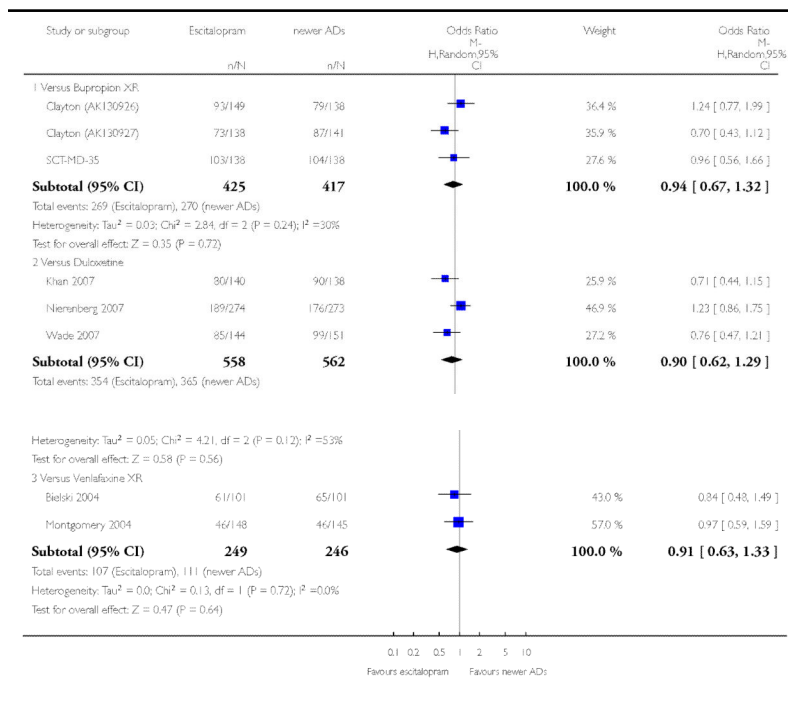 Study or subgroup Escitalopram newer ADs Odds Ratio Weight Odds Ratio
M- M-
H,Random,95% H,Random,95%
n/N n/N CI CI
1 Versus Bupropion XR
Clayton (AK130926) 93/149 79/138 36.4 % 1.24 [ 0.77, 1.99 ]
Clayton (AK130927) 73/138 87/141 35.9 % 0.70 [ 0.43, 1.12 ]
SCT-MD-35 103/138 104/138 27.6 % 0.96 [ 0.56, 1.66 ]
Subtotal (95% CI) 425 417 100.0 % 0.94 [ 0.67, 1.32 ]
Total events: 269 (Escitalopram), 270 (newer ADs)
Heterogeneity: Tau² = 0.03; Chi² = 2.84, df = 2 (P = 0.24); I² =30%
Test for overall effect: Z = 0.35 (P = 0.72)
2 Versus Duloxetine
Khan 2007 80/140 90/138 25.9 % 0.71 [ 0.44, 1.15 ]
Nierenberg 2007 189/274 176/273 46.9 % 1.23 [ 0.86, 1.75 ]
Wade 2007 85/144 99/151 27.2 % 0.76 [ 0.47, 1.21 ]
Subtotal (95% CI) 558 562 100.0 % 0.90 [ 0.62, 1.29 ]
Total events: 354 (Escitalopram), 365 (newer ADs)
Heterogeneity: Tau² = 0.05; Chi² = 4.21, df = 2 (P = 0.12); I² =53%
Test for overall effect: Z = 0.58 (P = 0.56)
3 Versus Venlafaxine XR
Bielski 2004 61/101 65/101 43.0 % 0.84 [ 0.48, 1.49 ]
Montgomery 2004 46/148 46/145 57.0 % 0.97 [ 0.59, 1.59 ]
Subtotal (95% CI) 249 246 100.0 % 0.91 [ 0.63, 1.33 ]
Total events: 107 (Escitalopram), 111 (newer ADs)
Heterogeneity: Tau² = 0.0; Chi² = 0.13, df = 1 (P = 0.72); I² =0.0%
Test for overall effect: Z = 0.47 (P = 0.64)
0.1 0.2 0.5 1 2 5 10
Favours escitalopram Favours newer ADs